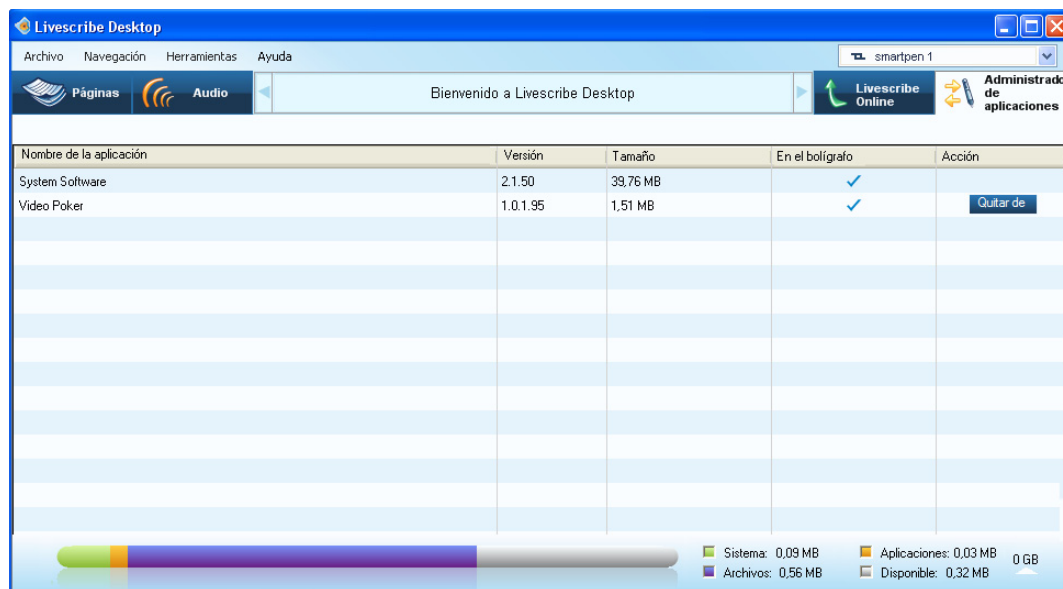 Livescribe Desktop
Archivo Navegación Herramientas Ayuda smartpen 1
Páginas Audio Bienvenido a Livescribe Desktop Livescribe Online Administrado de aplicaciones
Nombre de la aplicación Versión Tamaño En el bolígrafo Acción
System Software 2.1.50 39,76 MB
Video Poker 1.0.1.95 1,51 MB Quitar de
Sistema: 0,09 MB Aplicaciones: 0,03 MB 0 GB
Archivos: 0,56 MB Disponible: 0,32 MB